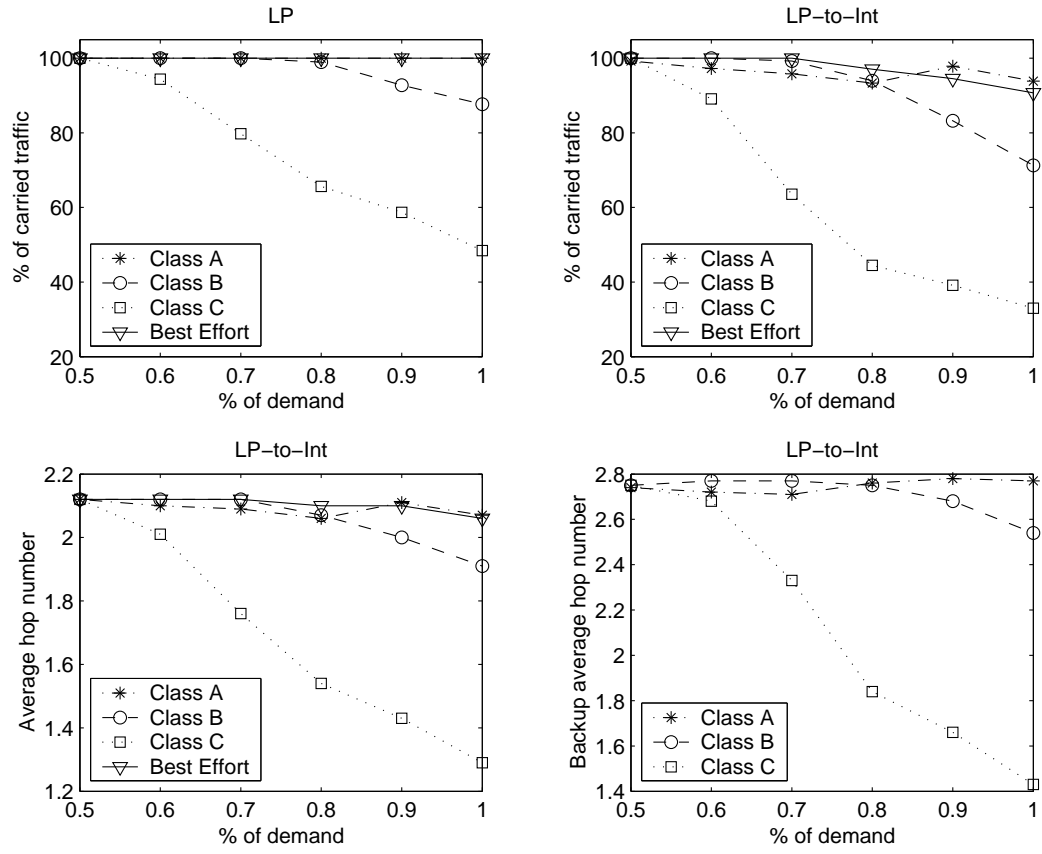 LP
% of carried traffic
100
80
60
40
20
Class A
Class B
Class C
Best Effort
0.5 0.6 0.7 0.8 0.9 1
% of demand
LP−to−Int
% of carried traffic
100
80
60
40
20
Class A
Class B
Class C
Best Effort
0.5 0.6 0.7 0.8 0.9 1
% of demand
LP−to−Int
Average hop number
2.2
2
1.8
1.6
1.4
1.2
Class A
Class B
Class C
Best Effort
0.5 0.6 0.7 0.8 0.9 1
% of demand
LP−to−Int
Backup average hop number
2.8
2.6
2.4
2.2
2
1.8
1.6
1.4
Class A
Class B
Class C
0.5 0.6 0.7 0.8 0.9 1
% of demand